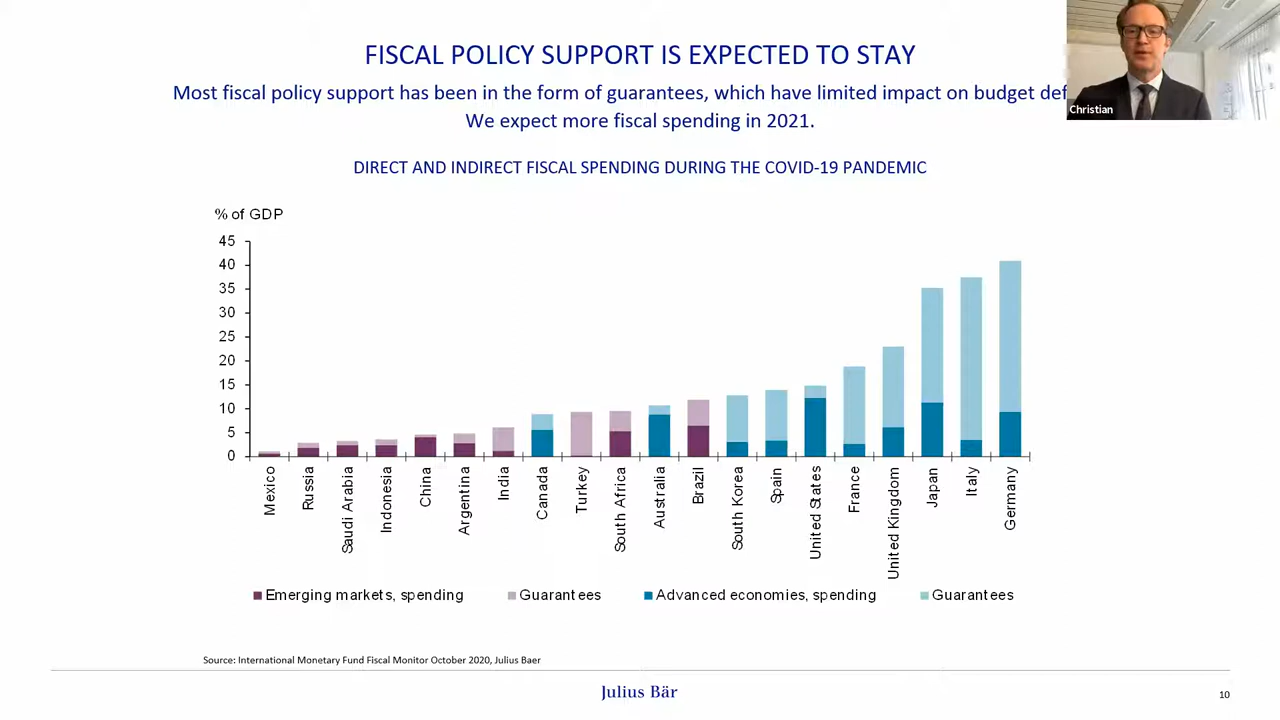 FISCAL POLICY SUPPORT IS EXPECTED TO STAY
Most fiscal policy support has been in the form of guarantees, which have limited impact on budget def
We expect more fiscal spending in 2021.
Christian
DIRECT AND INDIRECT FISCAL SPENDING DURING THE COVID-19 PANDEMIC
% of GDP
45
40
35
30
25
20
15
10
5
0
Mexico
Russia
Saudi Arabia
Indonesia
China
Argentina
India
Canada
Turkey
South Africa
Australia
Brazil
South Korea
Spain
United States
France
United Kingdom
Japan
Italy
Germany
Emerging markets, spending
Guarantees
Advanced economies, spending
Guarantees
Source: International Monetary Fund Fiscal Monitor October 2020, Julius Baer
Julius Bär
10